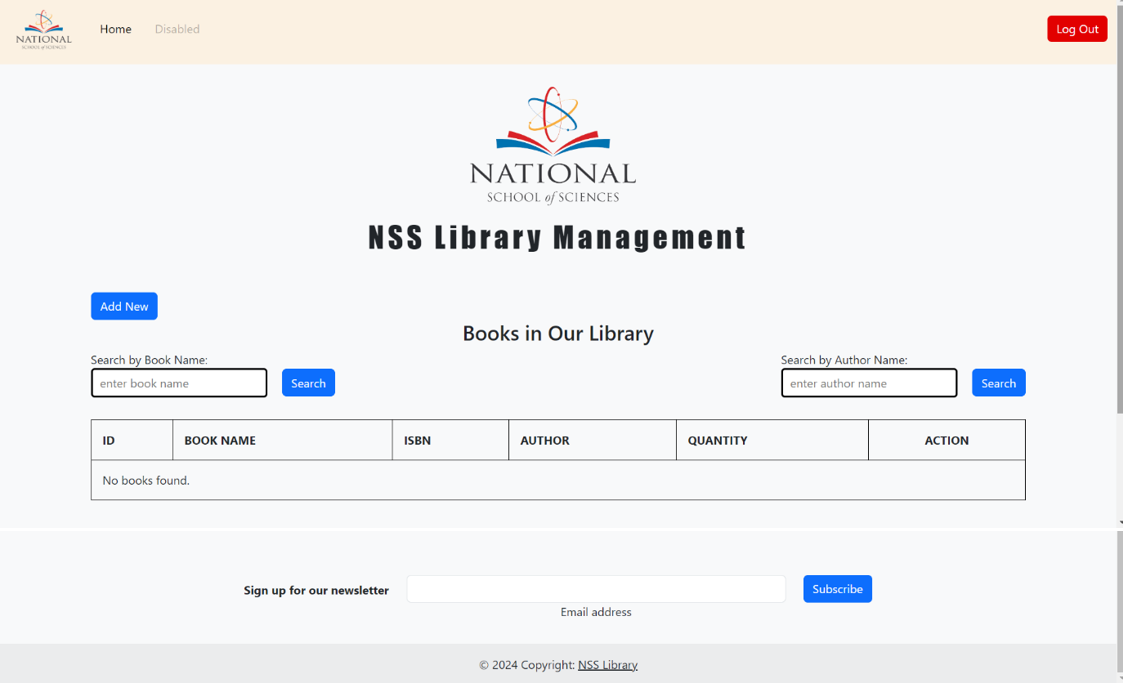 NATIONAL
SCHOOL of SCIENCES
Home Disabled Log Out
NATIONAL
SCHOOL of SCIENCES
NSS Library Management
Add New
Books in Our Library
Search by Book Name: Search by Author Name:
enter book name Search enter author name Search
ID BOOK NAME ISBN AUTHOR QUANTITY ACTION
No books found.
Sign up for our newsletter Subscribe
Email address
© 2024 Copyright: NSS Library